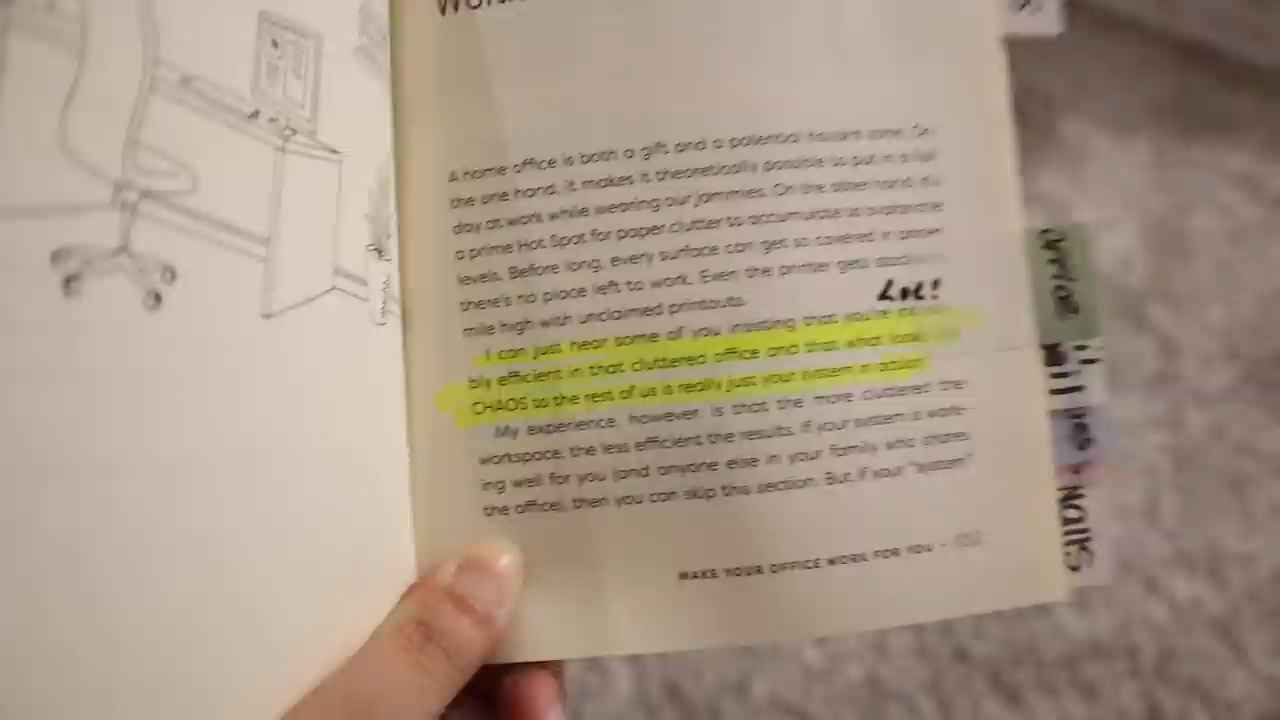 A home office is both a gift and a potential hazard zone. On
the one hand, it makes it theoretically possible to put in a full
day at work while wearing our jammies. On the other hand, it's
a prime Hot Spot for paper clutter to accumulate to avalanche
levels. Before long, every surface can get so covered in paper
there's no place left to work. Even the printer gets
mile high with unclaimed printouts.
LOL!
I can just hear some of you insisting that you're
bly efficient in that cluttered office and that what looks
CHAOS to the rest of us is really just your system in action!
My experience, however, is that the more cluttered the
workspace, the less efficient the results. If your system is work-
ing well for you (and anyone else in your family who shares
the office), then you can skip this section. But if your "system"
MAKE YOUR OFFICE WORK FOR YOU -
office
Nails